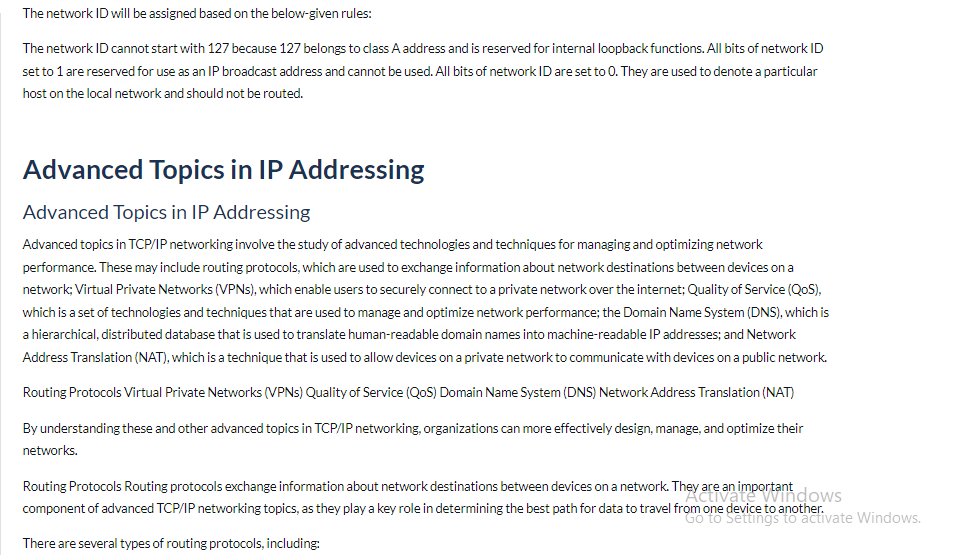 The network ID will be assigned based on the below-given rules:
The network ID cannot start with 127 because 127 belongs to class A address and is reserved for internal loopback functions. All bits of network ID
set to 1 are reserved for use as an IP broadcast address and cannot be used. All bits of network ID are set to 0. They are used to denote a particular
host on the local network and should not be routed.
Advanced Topics in IP Addressing
Advanced Topics in IP Addressing
Advanced topics in TCP/IP networking involve the study of advanced technologies and techniques for managing and optimizing network
performance. These may include routing protocols, which are used to exchange information about network destinations between devices on a
network; Virtual Private Networks (VPNs), which enable users to securely connect to a private network over the internet; Quality of Service (QoS),
which is a set of technologies and techniques that are used to manage and optimize network performance; the Domain Name System (DNS), which is
a hierarchical, distributed database that is used to translate human-readable domain names into machine-readable IP addresses; and Network
Address Translation (NAT), which is a technique that is used to allow devices on a private network to communicate with devices on a public network.
Routing Protocols Virtual Private Networks (VPNs) Quality of Service (QoS) Domain Name System (DNS) Network Address Translation (NAT)
By understanding these and other advanced topics in TCP/IP networking, organizations can more effectively design, manage, and optimize their
networks.
Routing Protocols Routing protocols exchange information about network destinations between devices on a network. They are an important
component of advanced TCP/IP networking topics, as they play a key role in determining the best path for data to travel from one device to another.
Activate Windows
Go to Settings to activate Windows.
There are several types of routing protocols, including: